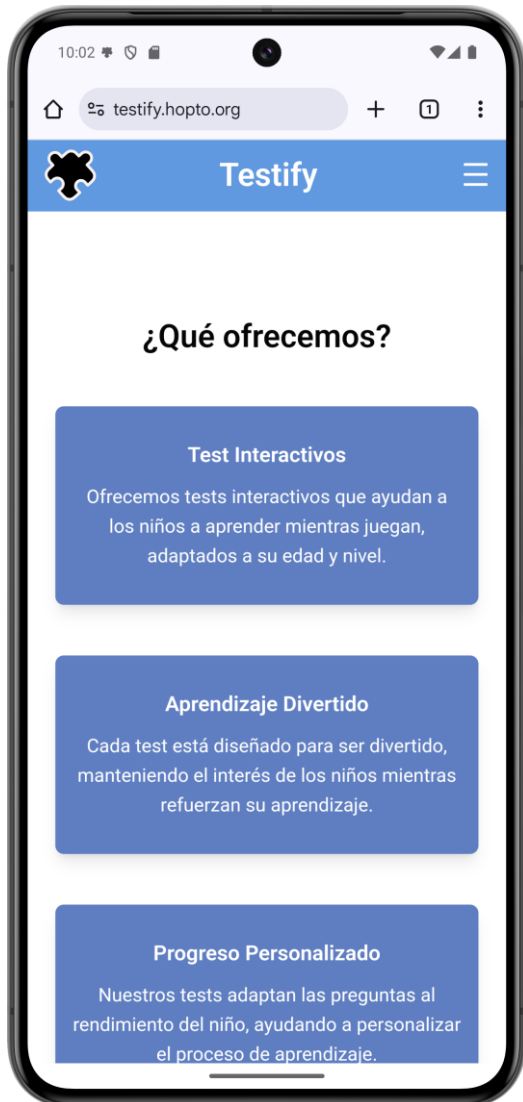 10:02
testify.hopto.org
1
Testify
¿Qué ofrecemos?
Test Interactivos
Ofrecemos tests interactivos que ayudan a
los niños a aprender mientras juegan,
adaptados a su edad y nivel.
Aprendizaje Divertido
Cada test está diseñado para ser divertido,
manteniendo el interés de los niños mientras
refuerzan su aprendizaje.
Progreso Personalizado
Nuestros tests adaptan las preguntas al
rendimiento del niño, ayudando a personalizar
el proceso de aprendizaje.